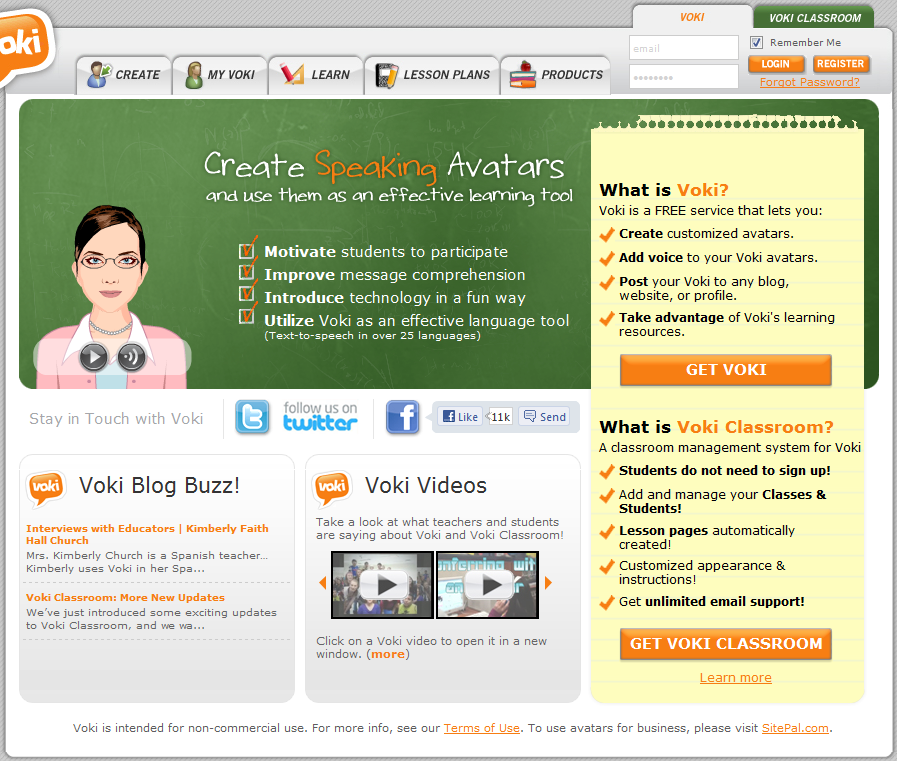 VOKI
VOKI CLASSROOM
voki
email
Remember Me
LOGIN
REGISTER
Forgot Password?
CREATE
MY VOKI
LEARN
LESSON PLANS
PRODUCTS
Create Speaking Avatars
and use them as an effective learning tool
Motivate students to participate
Improve message comprehension
Introduce technology in a fun way
Utilize Voki as an effective language tool
(Text-to-speech in over 25 languages)
What is Voki?
Voki is a FREE service that lets you:
Create customized avatars.
Add voice to your Voki avatars.
Post your Voki to any blog,
website, or profile.
Take advantage of Voki's learning
resources.
GET VOKI
What is Voki Classroom?
A classroom management system for Voki
Students do not need to sign up!
Add and manage your Classes &
Students!
Lesson pages automatically
created!
Customized appearance &
instructions!
Get unlimited email support!
GET VOKI CLASSROOM
Learn more
Stay in Touch with Voki
follow us on
twitter
Like
11k
Send
voki
Voki Blog Buzz!
Interviews with Educators | Kimberly Faith
Hall Church
Mrs. Kimberly Church is a Spanish teacher...
Kimberly uses Voki in her Spa...
Voki Classroom: More New Updates
We've just introduced some exciting updates
to Voki Classroom, and we wa...
voki
Voki Videos
Take a look at what teachers and students
are saying about Voki and Voki Classroom!
Click on a Voki video to open it in a new
window. (more)
Voki is intended for non-commercial use. For more info, see our Terms of Use. To use avatars for business, please visit SitePal.com.